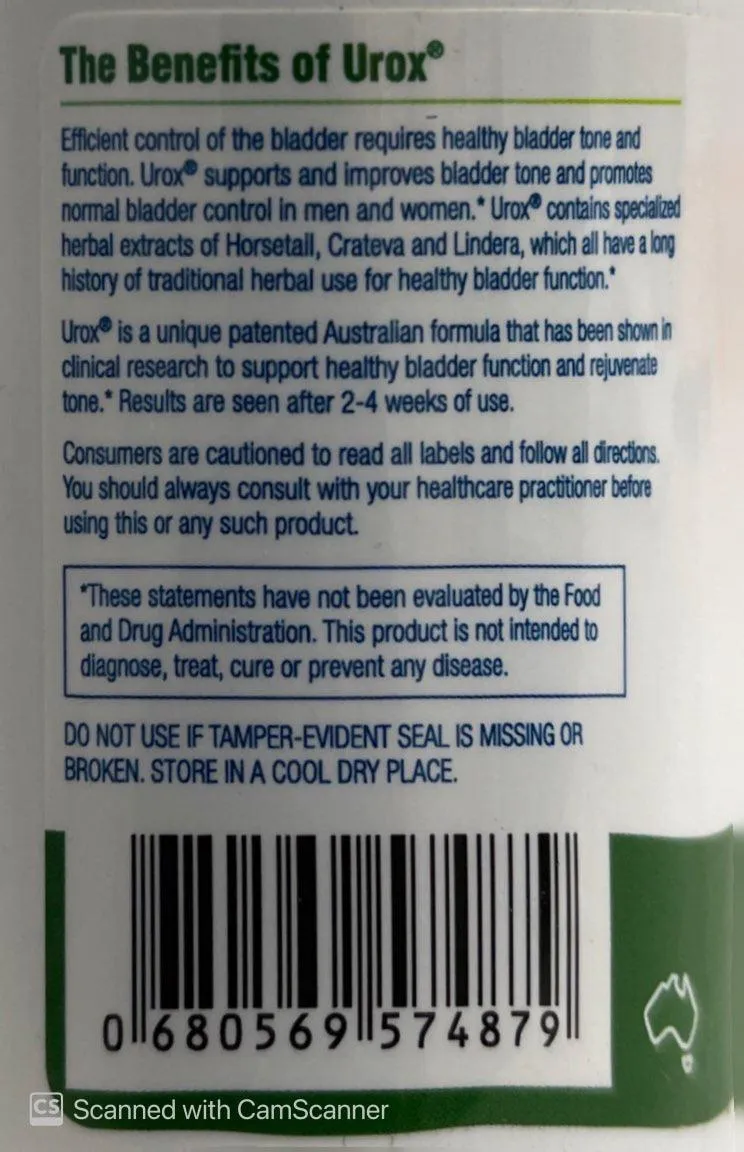 The Benefits of Urox®
Efficient control of the bladder requires healthy bladder tone and
function. Urox® supports and improves bladder tone and promotes
normal bladder control in men and women.* Urox® contains specialized
herbal extracts of Horsetail, Crateva and Lindera, which all have a long
history of traditional herbal use for healthy bladder function.*
Urox® is a unique patented Australian formula that has been shown in
clinical research to support healthy bladder function and rejuvenate
tone.* Results are seen after 2-4 weeks of use.
Consumers are cautioned to read all labels and follow all directions.
You should always consult with your healthcare practitioner before
using this or any such product.
*These statements have not been evaluated by the Food
and Drug Administration. This product is not intended to
diagnose, treat, cure or prevent any disease.
DO NOT USE IF TAMPER-EVIDENT SEAL IS MISSING OR
BROKEN. STORE IN A COOL DRY PLACE.
0 680569 574879
CS Scanned with CamScanner